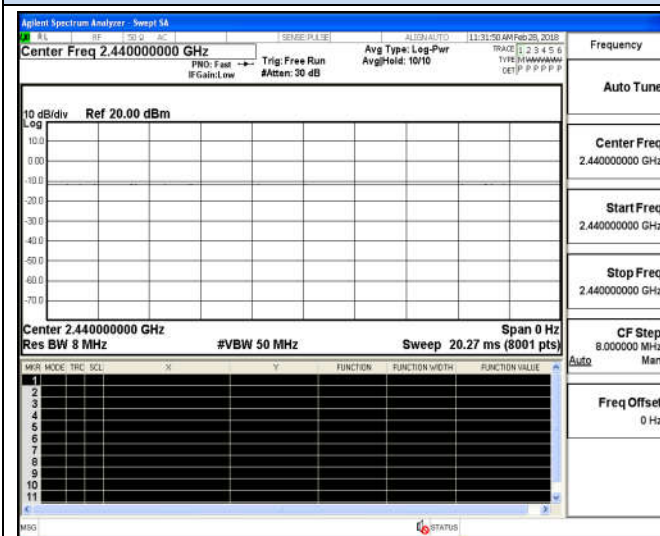 Agilent Spectrum Analyzer - Swept SA
RL RF 50 Ω AC SENSE:PULSE ALIGNAUTO 11:31:50 AM Feb 28, 2018
Center Freq 2.440000000 GHz
PNO: Fast
IFGain:Low
Trig: Free Run
#Atten: 30 dB
Avg Type: Log-Pwr
Avg|Hold: 10/10
TRACE 1 2 3 4 5 6
TYPE M
DET P P P P P P
10 dB/div Ref 20.00 dBm
Log
10.0
0.00
-10.0
-20.0
-30.0
-40.0
-50.0
-60.0
-70.0
Center 2.440000000 GHz Span 0 Hz
Res BW 8 MHz #VBW 50 MHz Sweep 20.27 ms (8001 pts)
MKR MODE TRC SCL X Y FUNCTION FUNCTION WIDTH FUNCTION VALUE
1
2
3
4
5
6
7
8
9
10
11
MSG STATUS
Frequency
Auto Tune
Center Freq
2.440000000 GHz
Start Freq
2.440000000 GHz
Stop Freq
2.440000000 GHz
CF Step
8.000000 MHz
Auto Man
Freq Offset
0 Hz